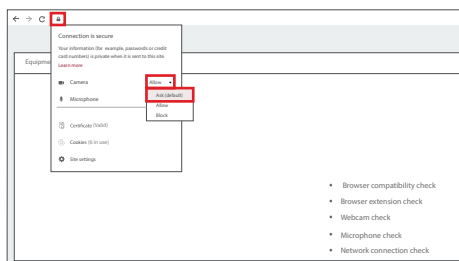 Connection is secure
Your information (for example, passwords or credit
card numbers) is private when it is sent to this site.
Learn more
Equipme
Camera
Allow
Ask (default)
Microphone
Allow
Block
Certificate (Valid)
Cookies (6 in use)
Site settings
• Browser compatibility check
• Browser extension check
• Webcam check
• Microphone check
• Network connection check